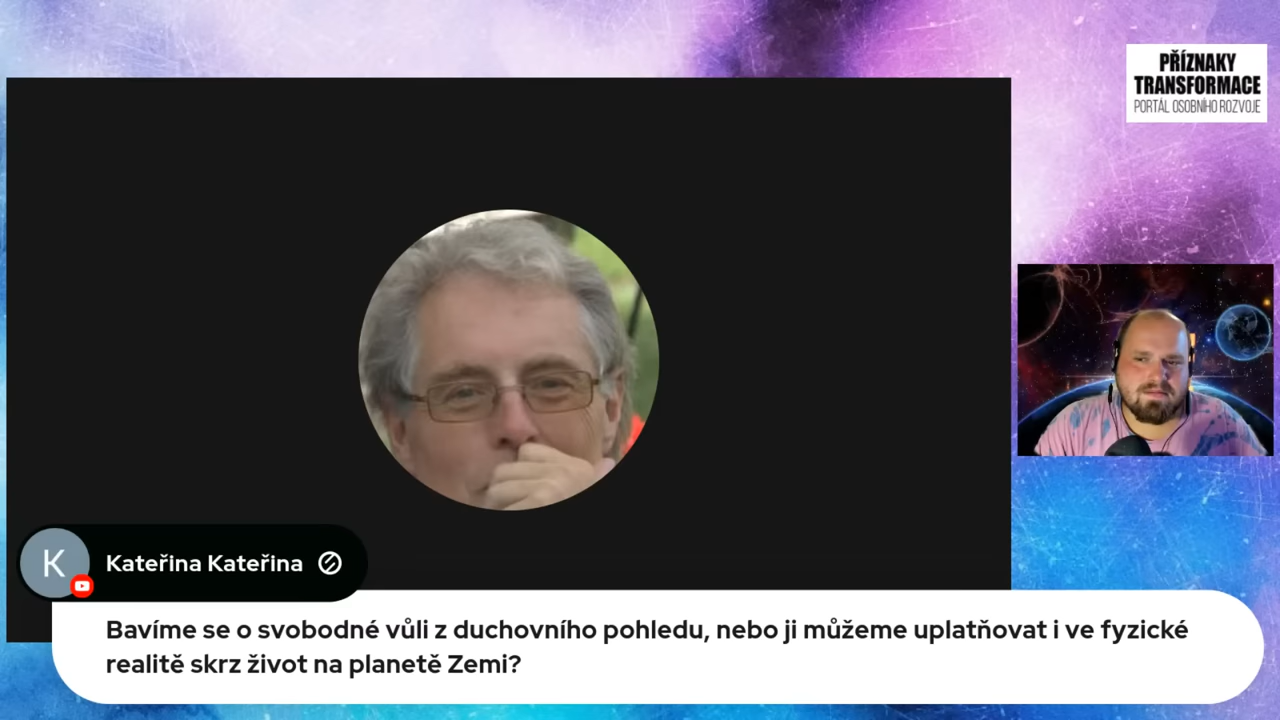 PŘÍZNAKY
TRANSFORMACE
PORTÁL OSOBNÍHO ROZVOJE
K
Kateřina Kateřina
Bavíme se o svobodné vůli z duchovního pohledu, nebo ji můžeme uplatňovat i ve fyzické
realitě skrz život na planetě Zemi?